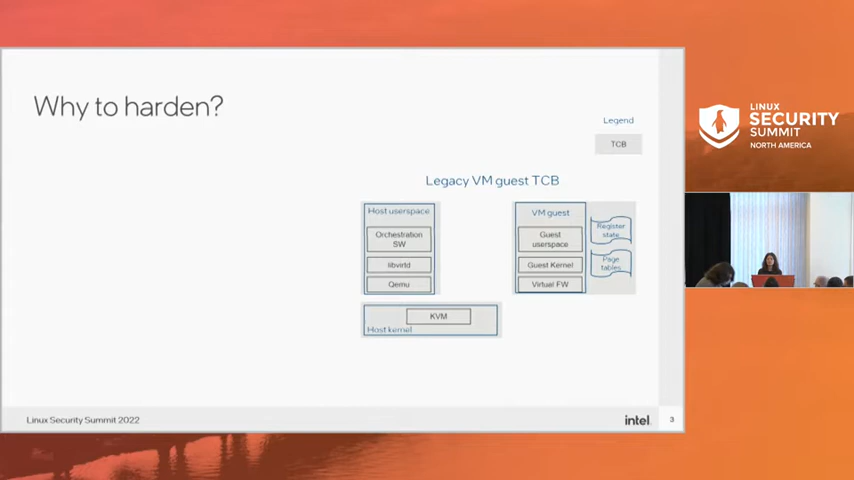 Why to harden?
Legend
TCB
Legacy VM guest TCB
Host userspace
Orchestration
SW
libvirtd
Qemu
KVM
Host kernel
VM guest
Guest
userspace
Guest Kernel
Virtual FW
Register
state
Page
tables
Linux Security Summit 2022
intel.
3
LINUX
SECURITY
SUMMIT
NORTH AMERICA